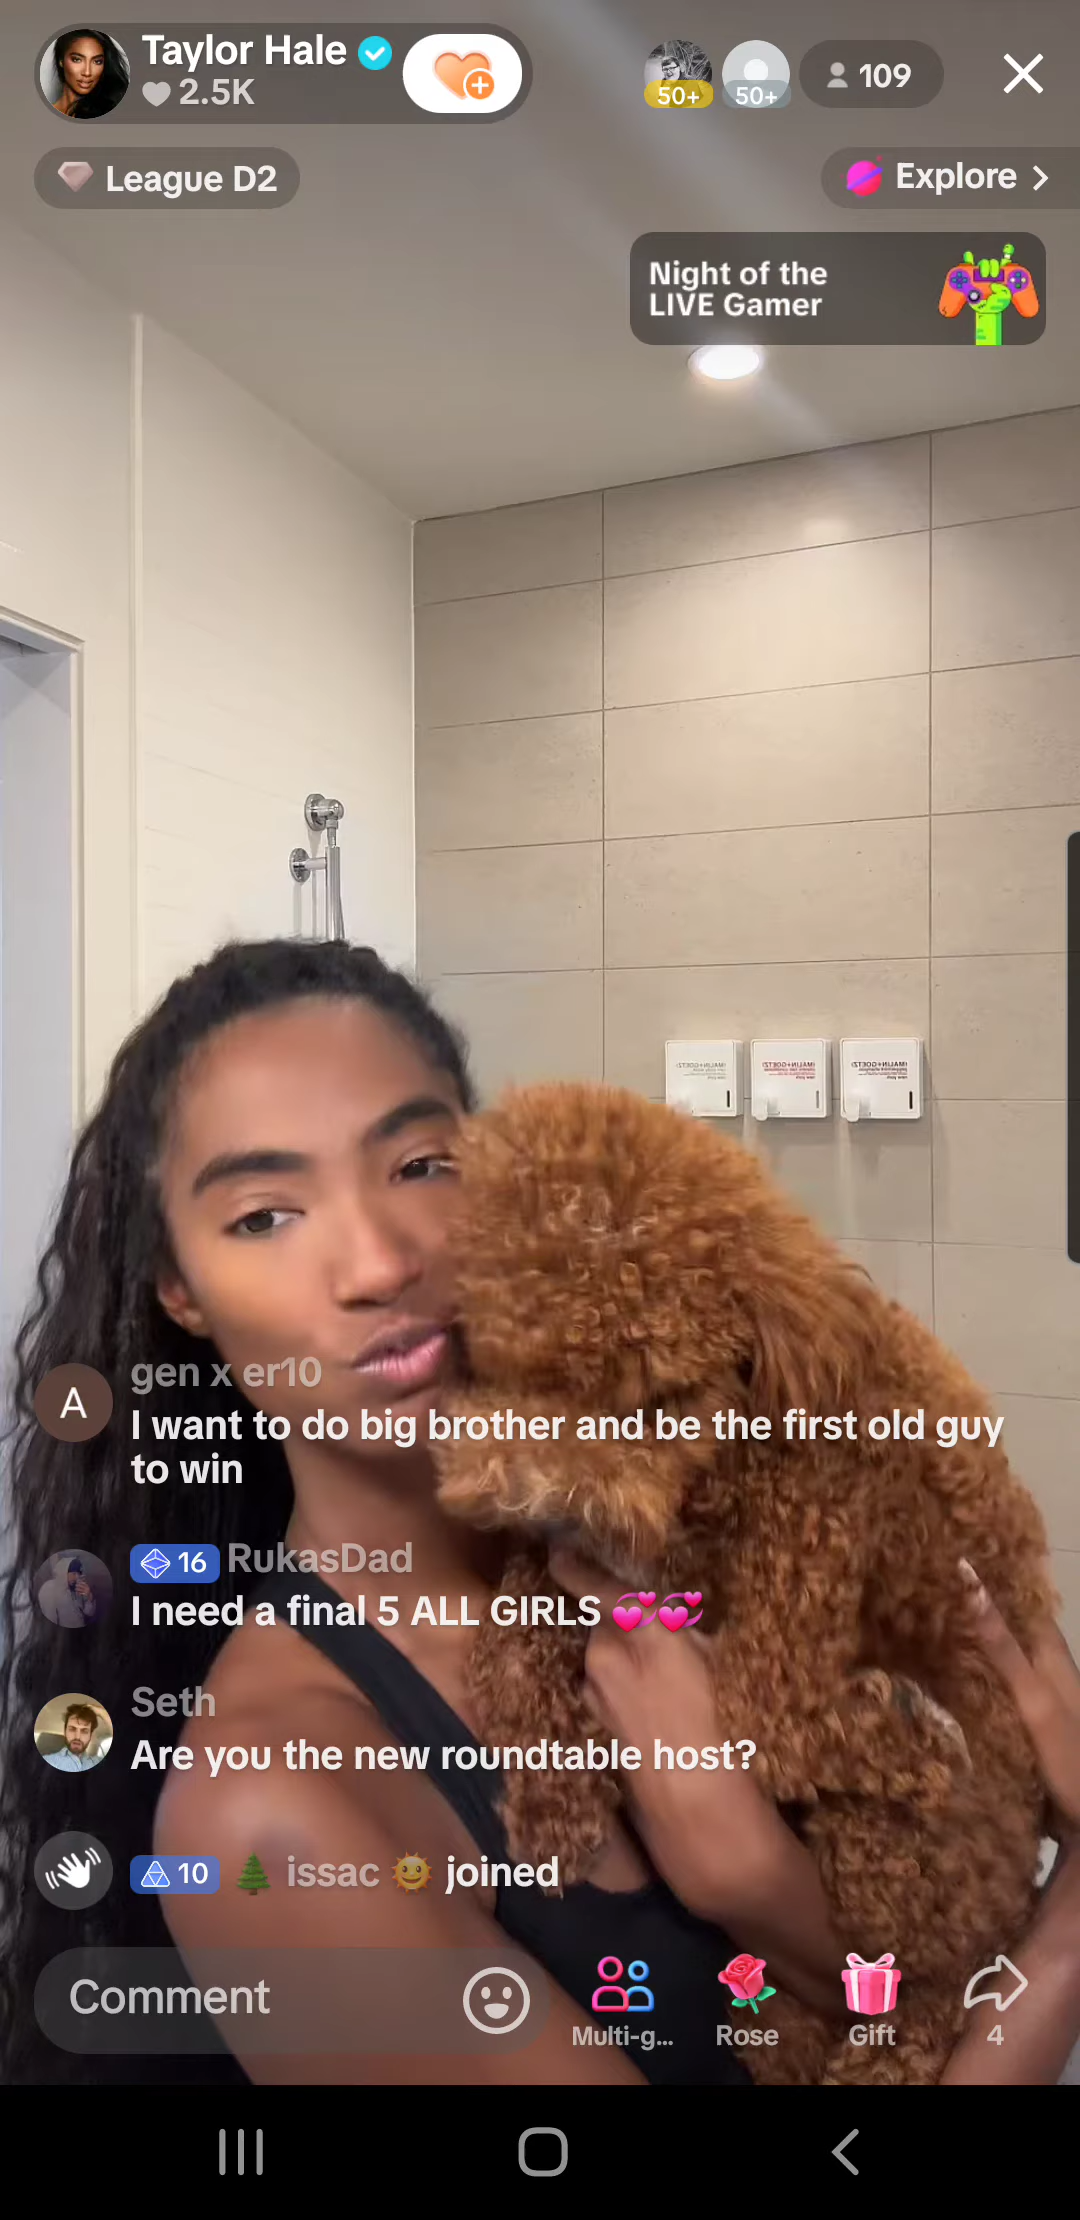 Taylor Hale
2.5K
50+
50+
109
League D2
Explore
Night of the
LIVE Gamer
A
gen x er10
I want to do big brother and be the first old guy
to win
16 RukasDad
I need a final 5 ALL GIRLS 💞💞
Seth
Are you the new roundtable host?
10 🌲 issac 🌞 joined
Comment
Multi-g...
Rose
Gift
4